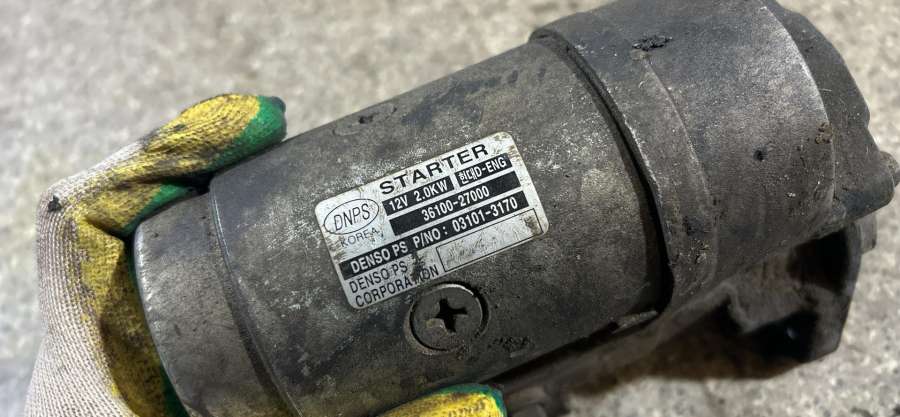 STARTER
12V 2.0KW 현대D-ENG
DNPS
36100-27000
KOREA
DENSO PS P/NO: 03101-3170
DENSO PS
CORPORATION